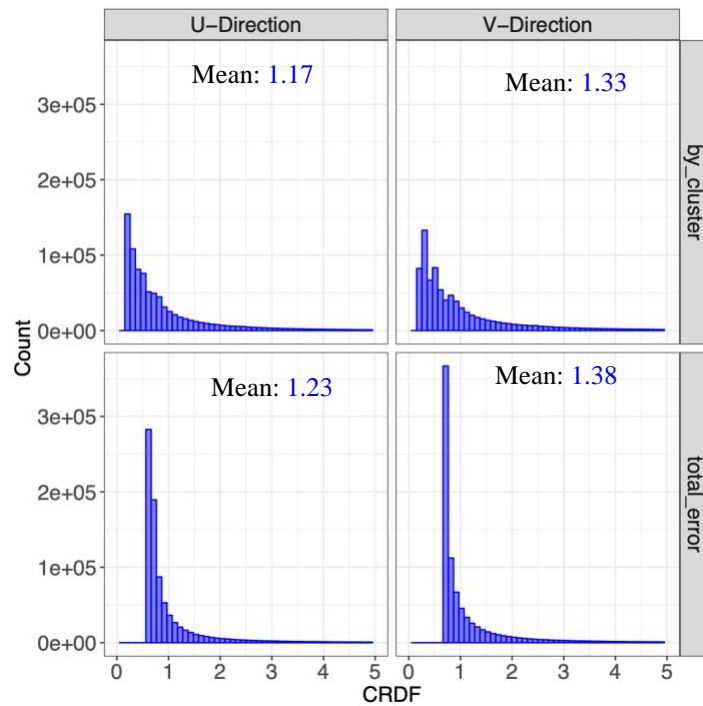 U-Direction
V-Direction
Mean: 1.17
Mean: 1.33
3e+05
2e+05
1e+05
0e+00
by_cluster
Count
Mean: 1.23
Mean: 1.38
3e+05
2e+05
1e+05
0e+00
total_error
0 1 2 3 4 5
0 1 2 3 4 5
CRDF